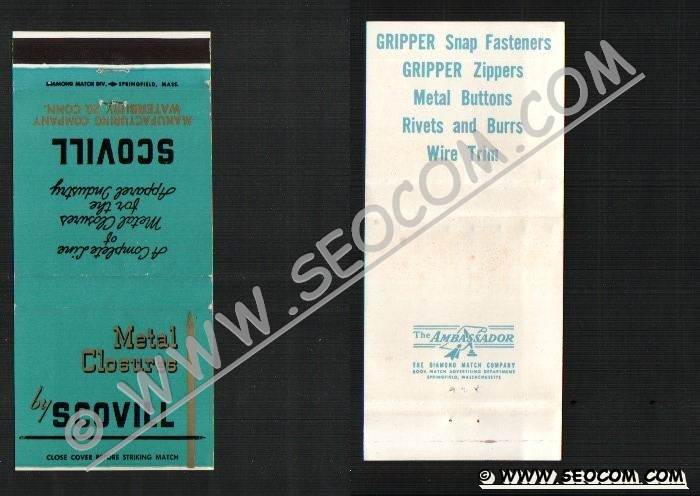 DIAMOND MATCH DIV. SPRINGFIELD, MASS.
MANUFACTURING COMPANY
WATERBURY 20, CONN.
SCOVILL
A Complete Line
of
Metal Closures
for the
Apparel Industry
Metal
Closures
by SCOVILL
CLOSE COVER BEFORE STRIKING MATCH
GRIPPER Snap Fasteners
GRIPPER Zippers
Metal Buttons
Rivets and Burrs
Wire Trim
The AMBASSADOR
THE DIAMOND MATCH COMPANY
BOOK MATCH ADVERTISING DEPARTMENT
SPRINGFIELD, MASSACHUSETTS
© WWW.SEOCOM.COM
© WWW.SEOCOM.COM